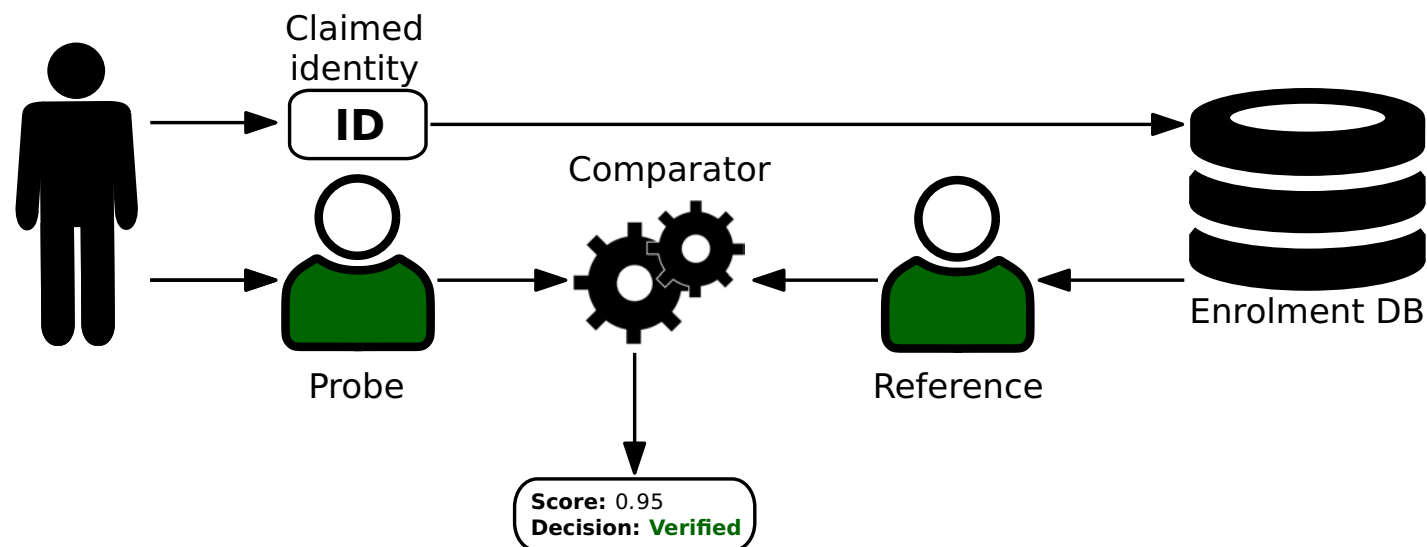 Claimed
identity
ID
Comparator
Enrolment DB
Probe
Reference
Score: 0.95
Decision: Verified